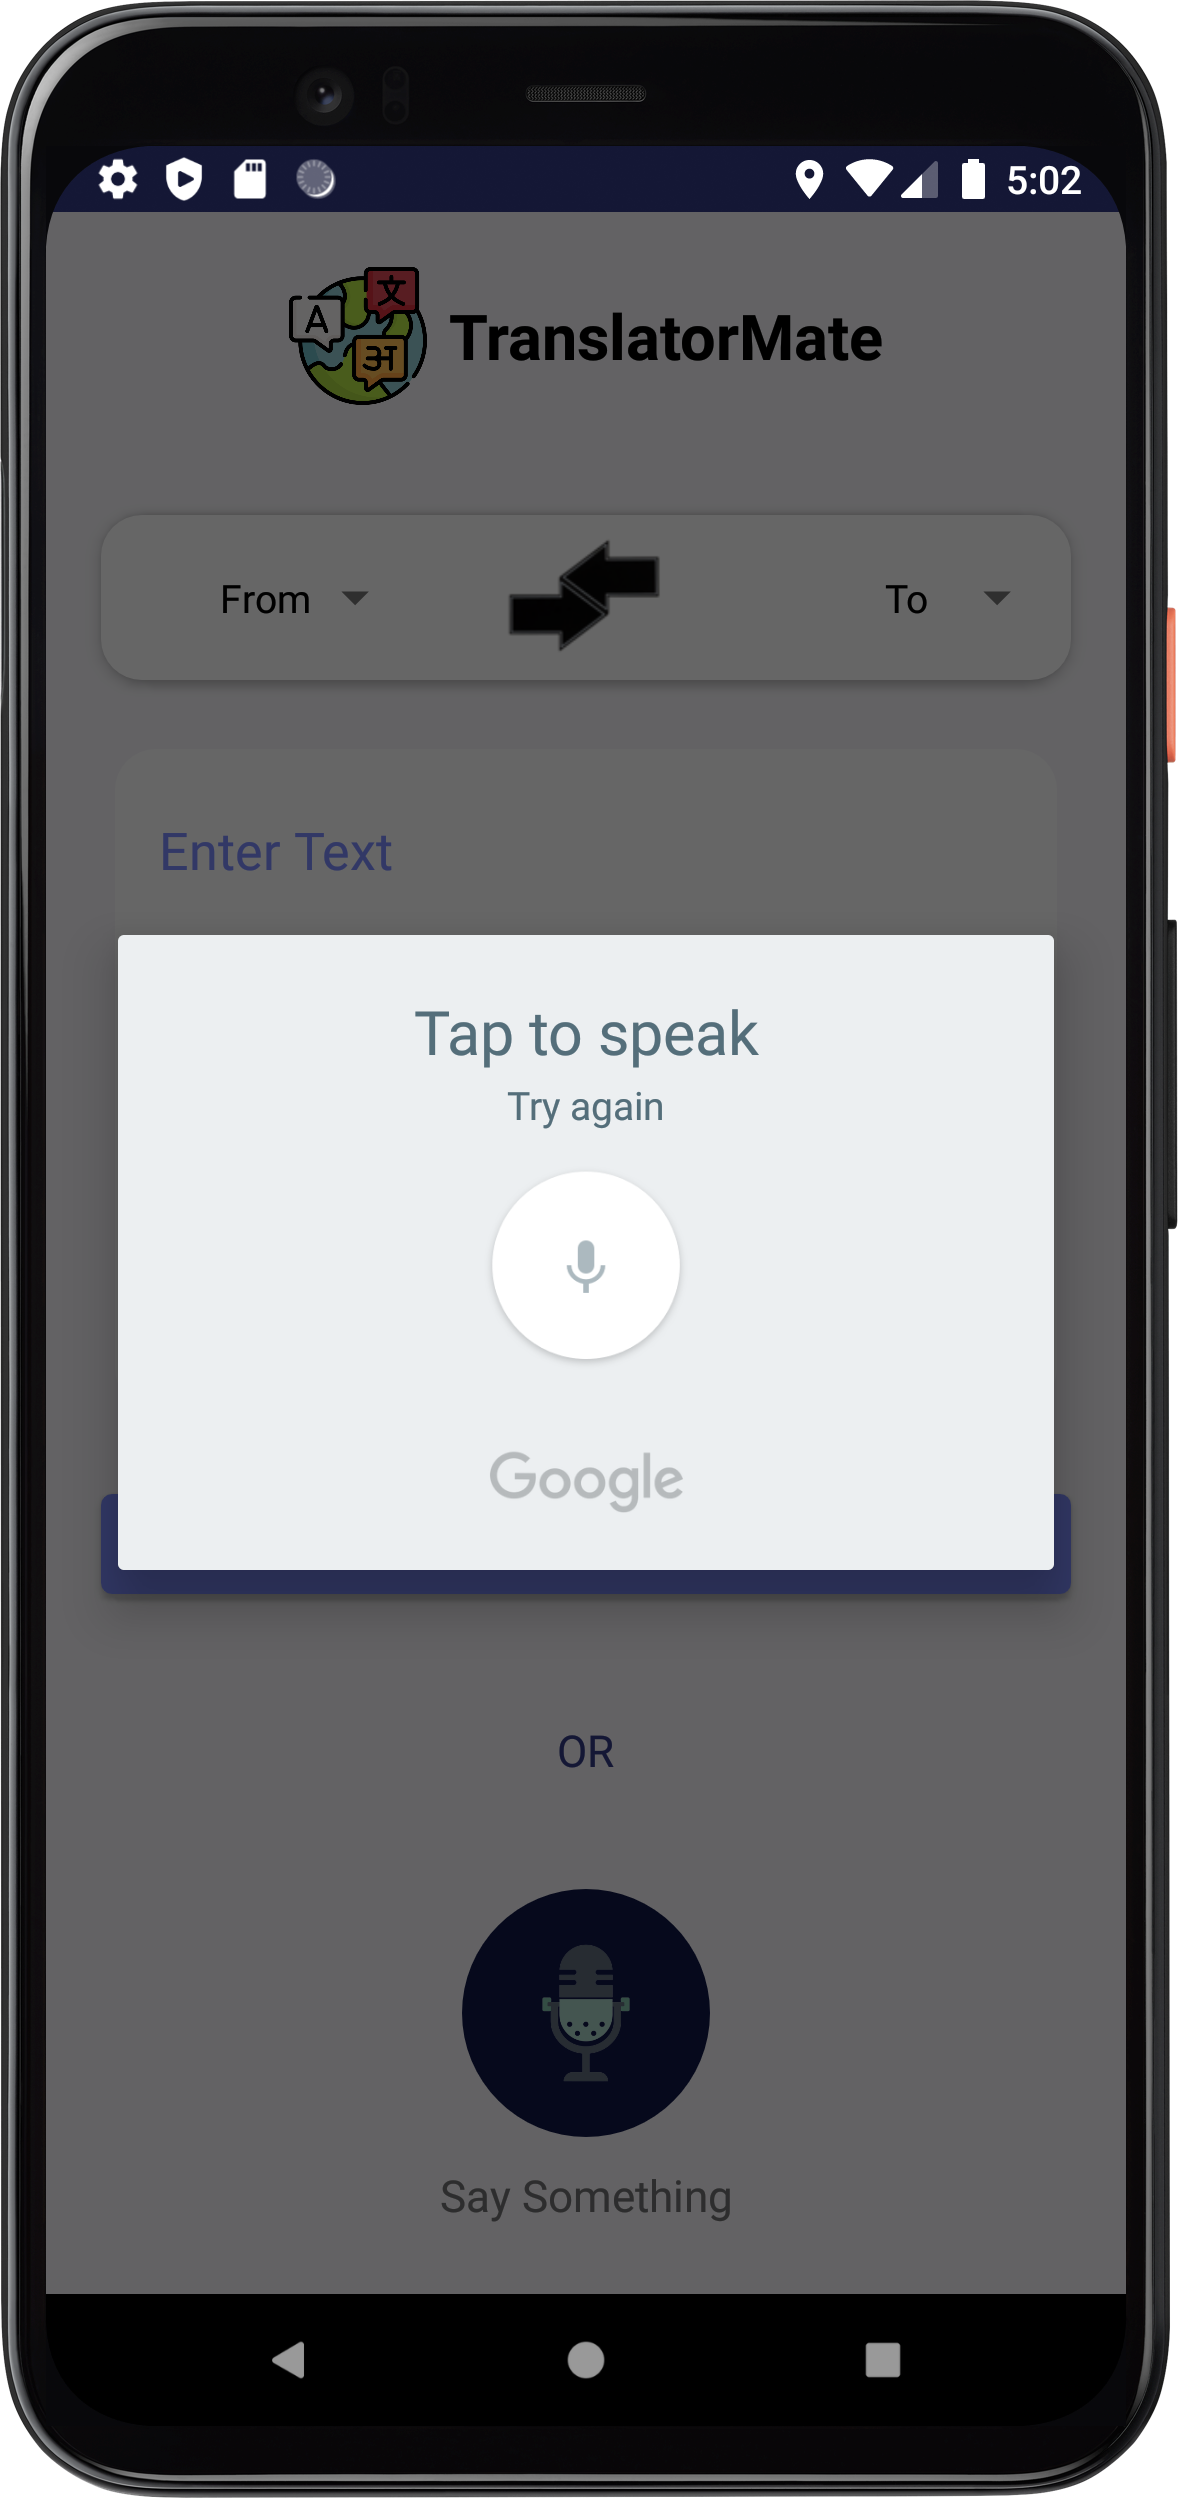 5:02
A
文
अ
TranslatorMate
From
To
Enter Text
Tap to speak
Try again
Google
OR
Say Something